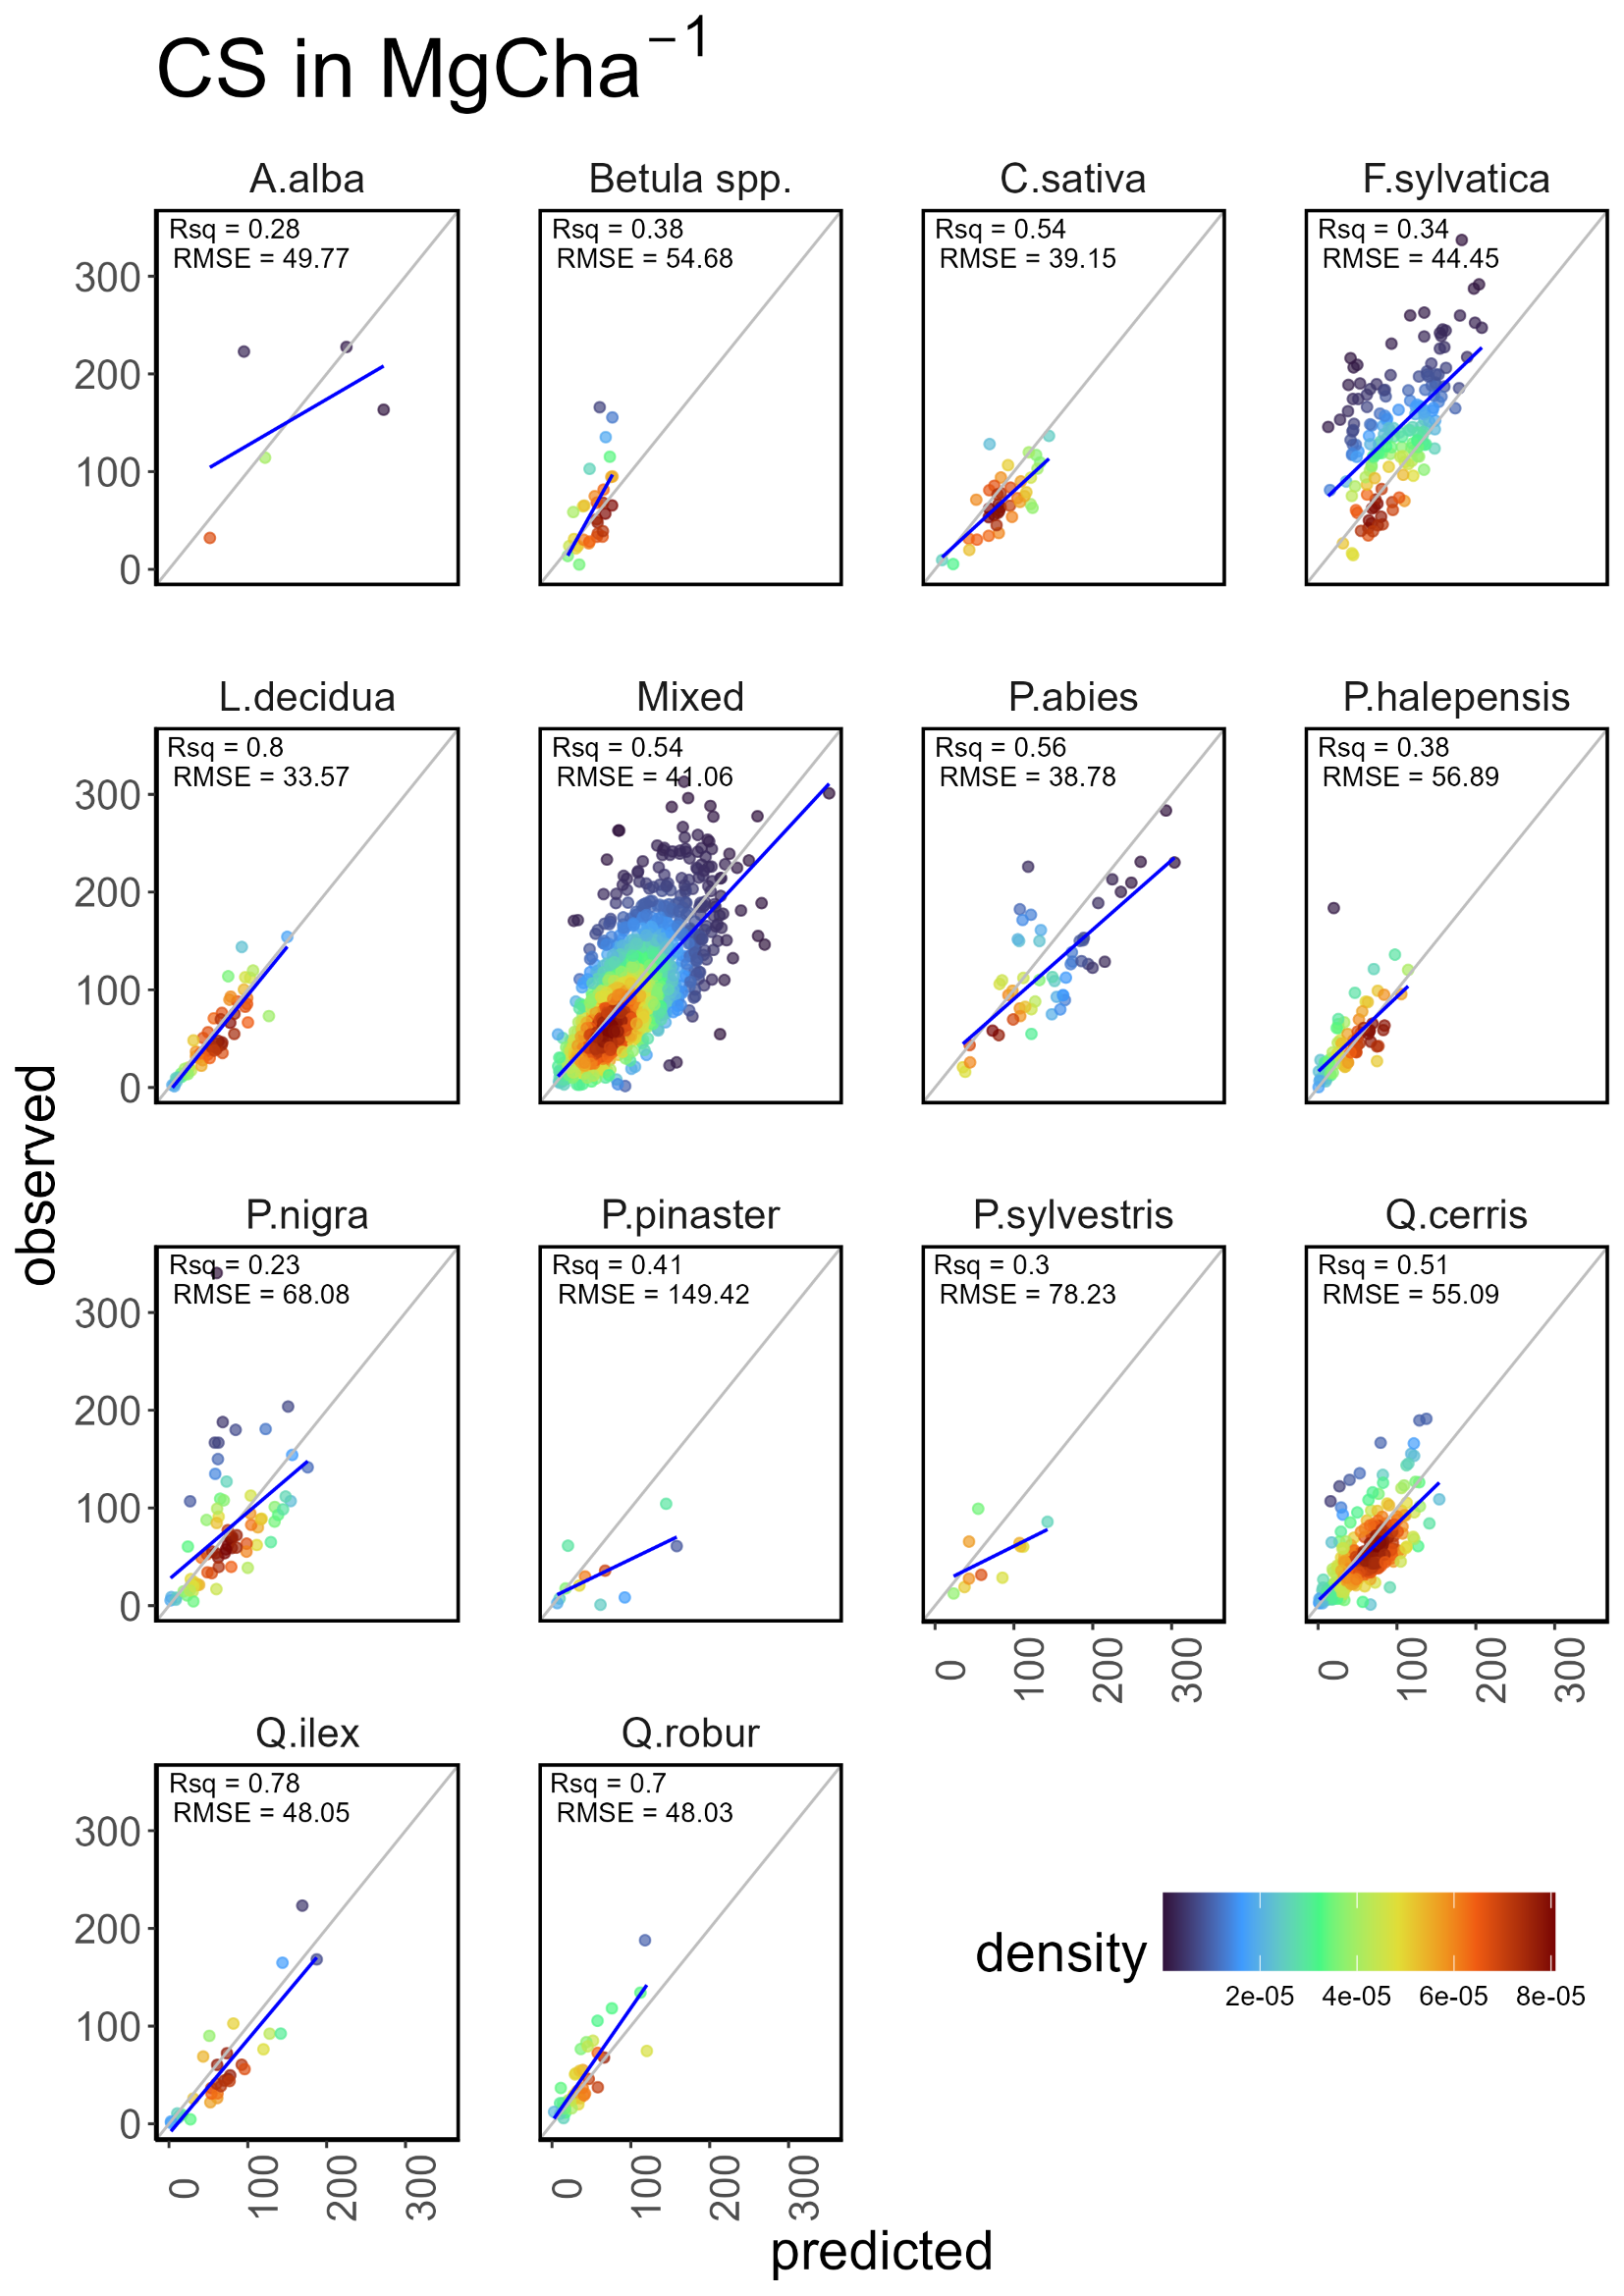 CS in MgCha⁻¹
A.alba
Betula spp.
C.sativa
F.sylvatica
Rsq = 0.28
RMSE = 49.77
Rsq = 0.38
RMSE = 54.68
Rsq = 0.54
RMSE = 39.15
Rsq = 0.34
RMSE = 44.45
300
200
100
0
L.decidua
Mixed
P.abies
P.halepensis
Rsq = 0.8
RMSE = 33.57
Rsq = 0.54
RMSE = 41.06
Rsq = 0.56
RMSE = 38.78
Rsq = 0.38
RMSE = 56.89
300
200
100
0
observed
P.nigra
P.pinaster
P.sylvestris
Q.cerris
Rsq = 0.23
RMSE = 68.08
Rsq = 0.41
RMSE = 149.42
Rsq = 0.3
RMSE = 78.23
Rsq = 0.51
RMSE = 55.09
300
200
100
0
0
100
200
300
0
100
200
300
Q.ilex
Q.robur
Rsq = 0.78
RMSE = 48.05
Rsq = 0.7
RMSE = 48.03
300
200
100
0
0
100
200
300
0
100
200
300
density
2e-05
4e-05
6e-05
8e-05
predicted